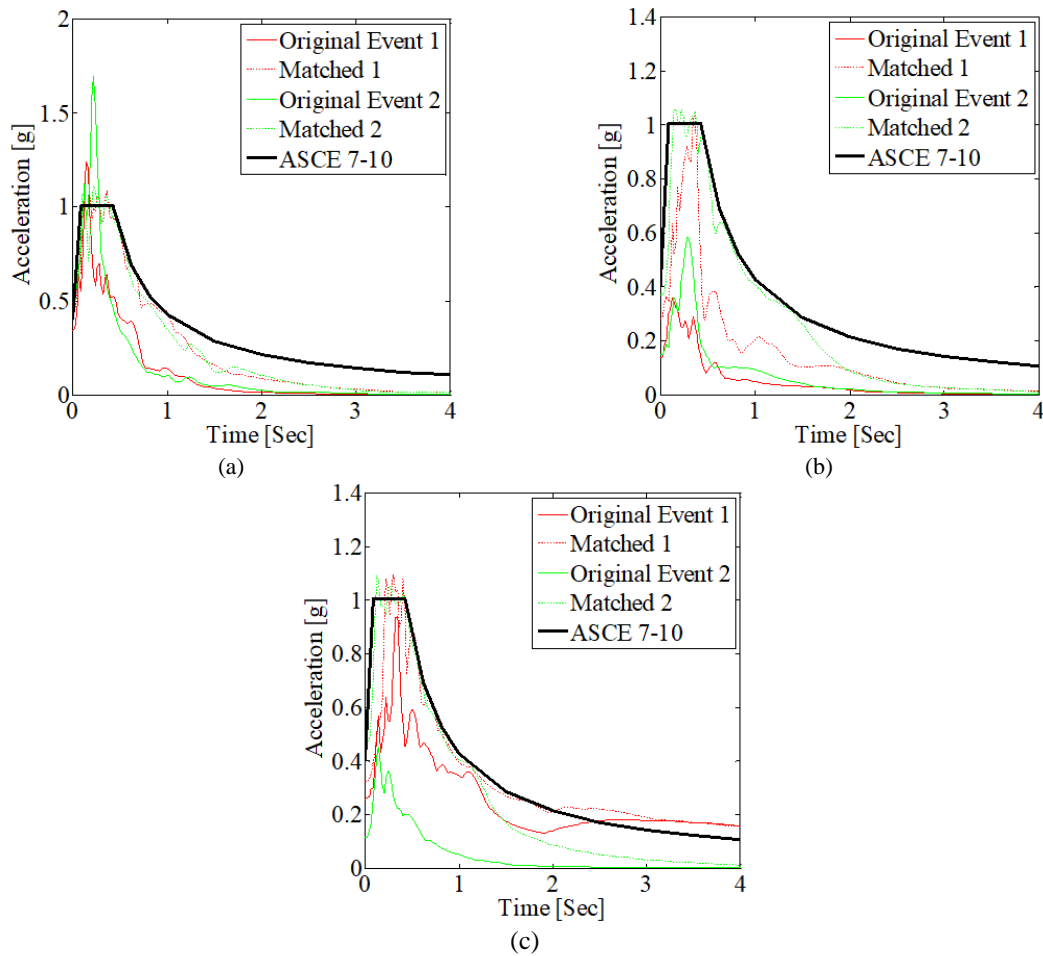 2
1.5
1
0.5
0
0
1
2
3
4
Acceleration [g]
Time [Sec]
Original Event 1
Matched 1
Original Event 2
Matched 2
ASCE 7-10
(a)
1.4
1.2
1
0.8
0.6
0.4
0.2
0
0
1
2
3
4
Acceleration [g]
Time [Sec]
Original Event 1
Matched 1
Original Event 2
Matched 2
ASCE 7-10
(b)
1.4
1.2
1
0.8
0.6
0.4
0.2
0
0
1
2
3
4
Acceleration [g]
Time [Sec]
Original Event 1
Matched 1
Original Event 2
Matched 2
ASCE 7-10
(c)